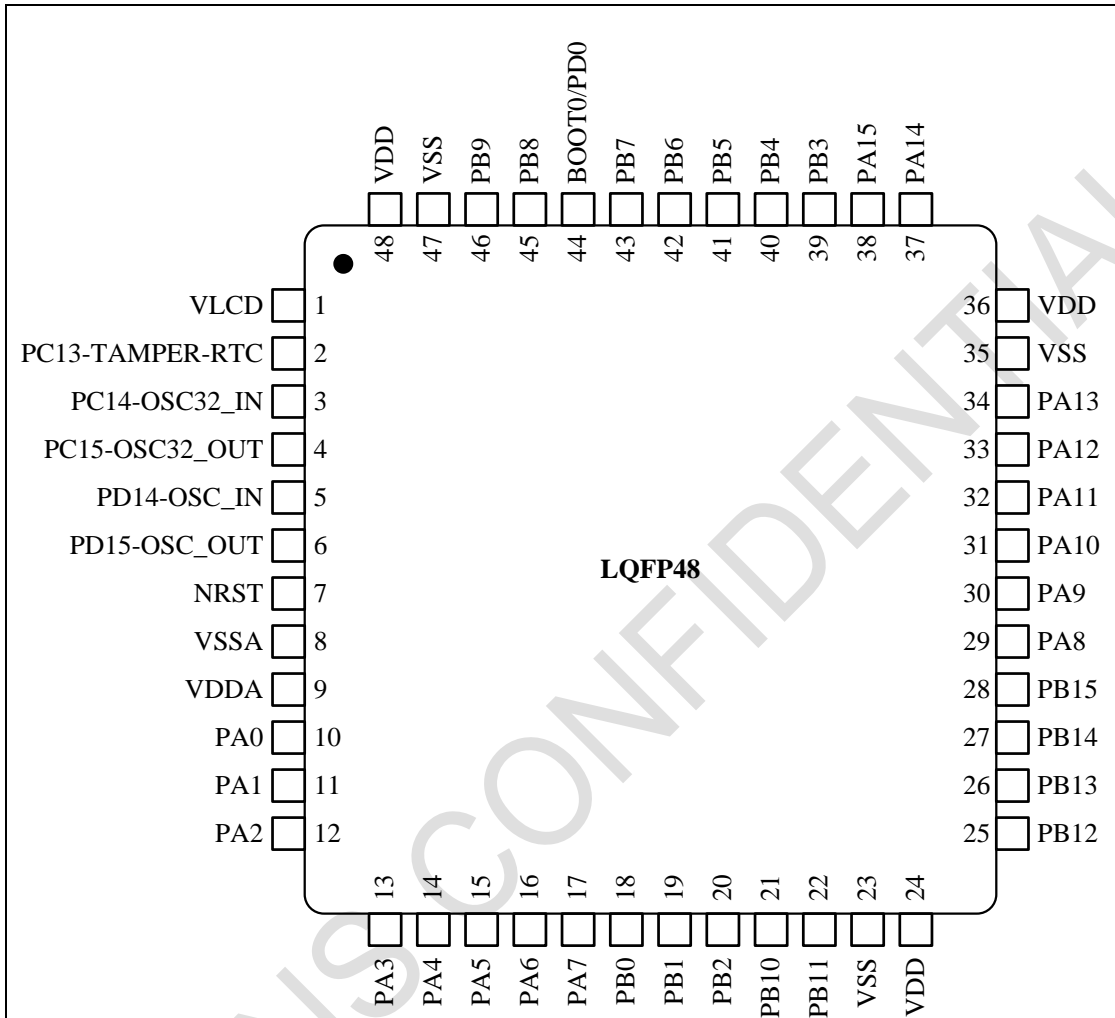 VDD VSS PB9 PB8 BOOT0/PD0 PB7 PB6 PB5 PB4 PB3 PA15 PA14
48 47 46 45 44 43 42 41 40 39 38 37
VLCD 1
PC13-TAMPER-RTC 2
PC14-OSC32_IN 3
PC15-OSC32_OUT 4
PD14-OSC_IN 5
PD15-OSC_OUT 6
NRST 7
VSSA 8
VDDA 9
PA0 10
PA1 11
PA2 12
LQFP48
36 VDD
35 VSS
34 PA13
33 PA12
32 PA11
31 PA10
30 PA9
29 PA8
28 PB15
27 PB14
26 PB13
25 PB12
13 14 15 16 17 18 19 20 21 22 23 24
PA3 PA4 PA5 PA6 PA7 PB0 PB1 PB2 PB10 PB11 VSS VDD
CONFIDENTIAL